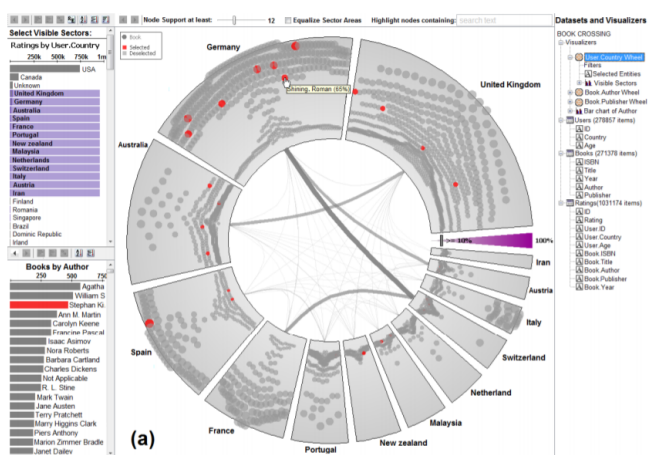 Select Visible Sectors:
Ratings by User.Country
250k 500k 750k 1m
USA
Canada
Unknown
United Kingdom
Germany
Australia
Spain
France
Portugal
New zealand
Malaysia
Netherlands
Switzerland
Italy
Austria
Iran
Finland
Romania
Singapore
Brazil
Dominic Republic
Irland
Books by Author
250 500 750
Agatha
William S
Stephan Ki
Ann M. Martin
Carolyn Keene
Francine Pascal
Isaac Asimov
Nora Roberts
Barbara Cartland
Charles Dickens
Not Applicable
R. L. Stine
Mark Twain
Jane Austen
Terry Pratchett
Mary Higgins Clark
Piers Anthony
Marion Zimmer Bradle
Janet Dailey
Node Support at least: 12 Equalize Sector Areas Highlight nodes containing: search text
Book
Selected
Deselected
Germany
Shining, Roman (65%)
United Kingdom
Australia
10% 100%
Iran
Austria
Italy
Switzerland
Netherland
Malaysia
New zealand
Portugal
France
Spain
(a)
Datasets and Visualizers
BOOK CROSSING
Visualizers
User.Country Wheel
Filters
Selected Entities
Visible Sectors
Book.Author Wheel
Book.Publisher Wheel
Bar chart of Author
Users (278857 items)
ID
Country
Age
Books (271378 items)
ISBN
Title
Year
Author
Publisher
Ratings(1031174 items)
ID
Rating
User.ID
User.Country
User.Age
Book.ISBN
Book.Title
Book.Author
Book.Publisher
Book.Year